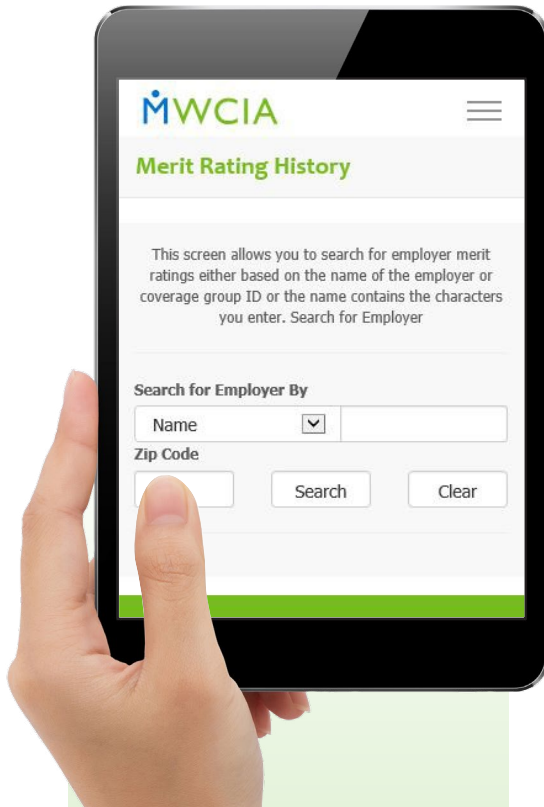 MWCIA
Merit Rating History
This screen allows you to search for employer merit
ratings either based on the name of the employer or
coverage group ID or the name contains the characters
you enter. Search for Employer
Search for Employer By
Name
Zip Code
Search Clear